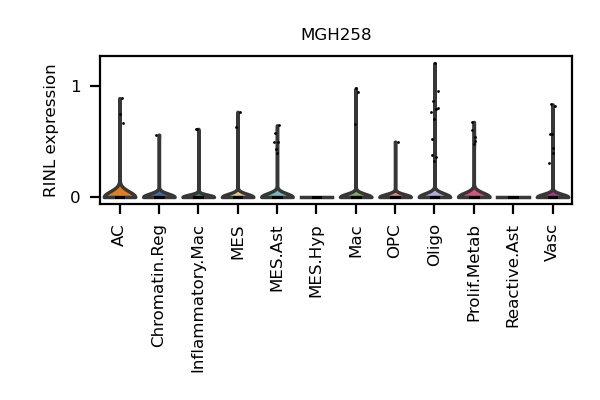 MGH258
RINL expression
1
0
AC
Chromatin.Reg
Inflammatory.Mac
MES
MES.Ast
MES.Hyp
Mac
OPC
Oligo
Prolif.Metab
Reactive.Ast
Vasc